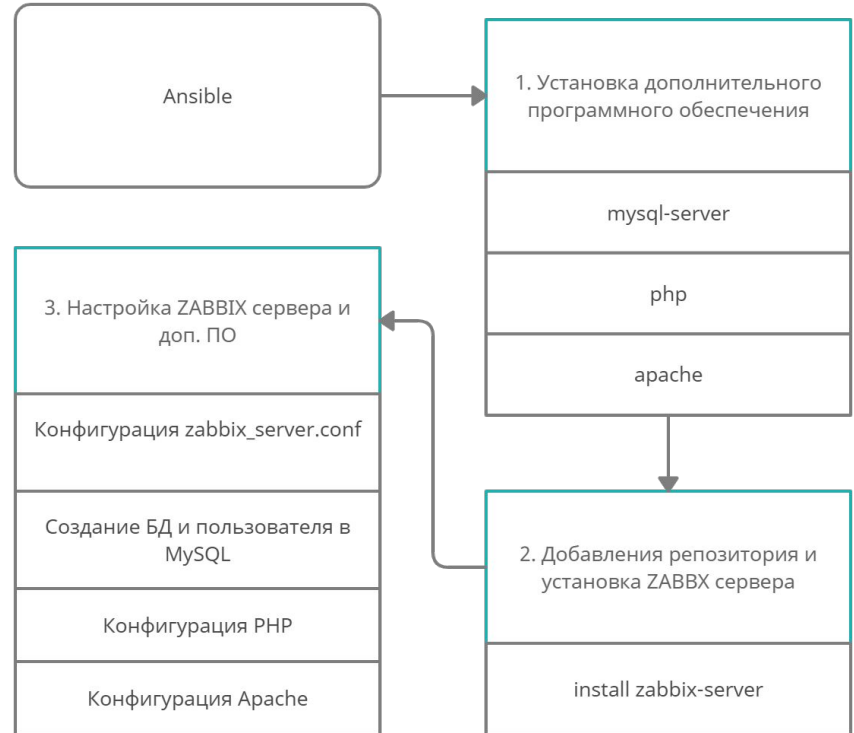 Ansible
1. Установка дополнительного
программного обеспечения
mysql-server
php
apache
2. Добавления репозитория и
установка ZABBX сервера
install zabbix-server
3. Настройка ZABBIX сервера и
доп. ПО
Конфигурация zabbix_server.conf
Создание БД и пользователя в
MySQL
Конфигурация PHP
Конфигурация Apache